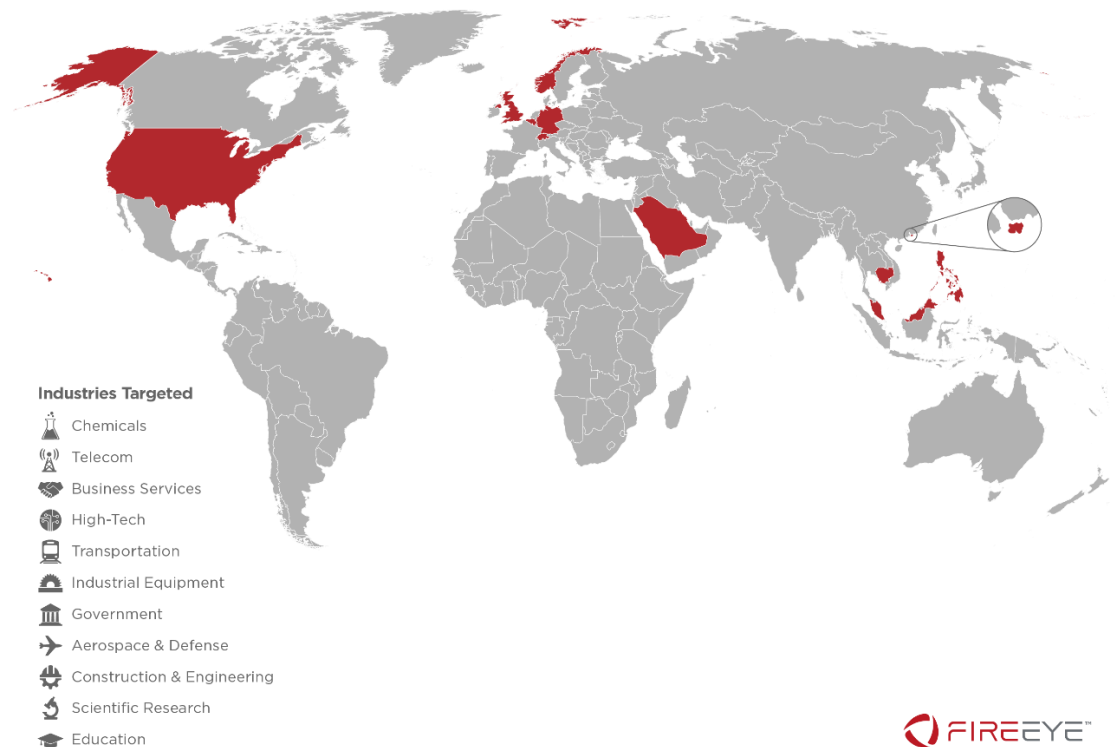 Industries Targeted
Chemicals
Telecom
Business Services
High-Tech
Transportation
Industrial Equipment
Government
Aerospace & Defense
Construction & Engineering
Scientific Research
Education
FIREEYE™